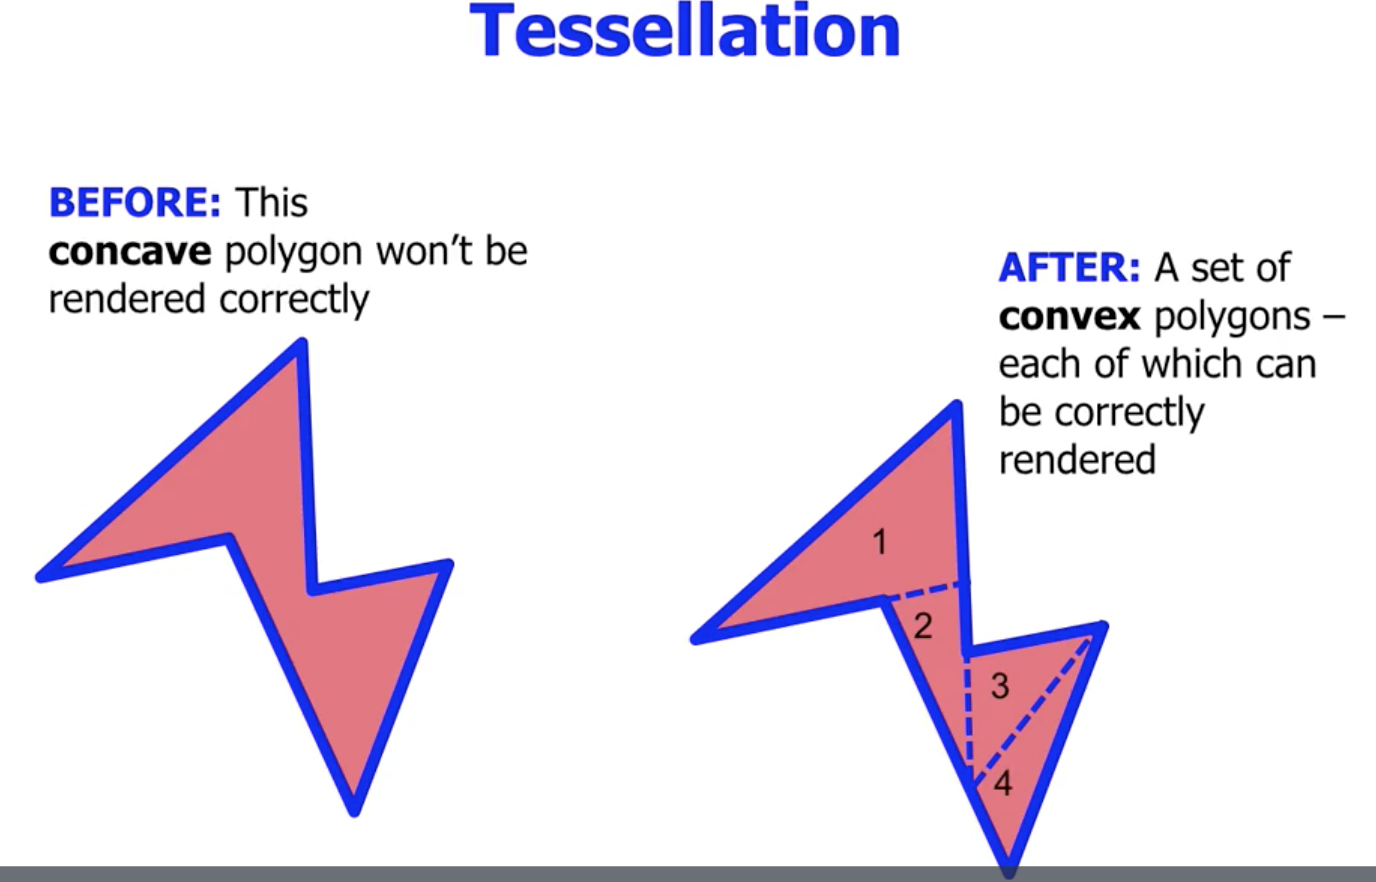 Tessellation
BEFORE: This
concave polygon won’t be
rendered correctly
AFTER: A set of
convex polygons –
each of which can
be correctly
rendered
1
2
3
4